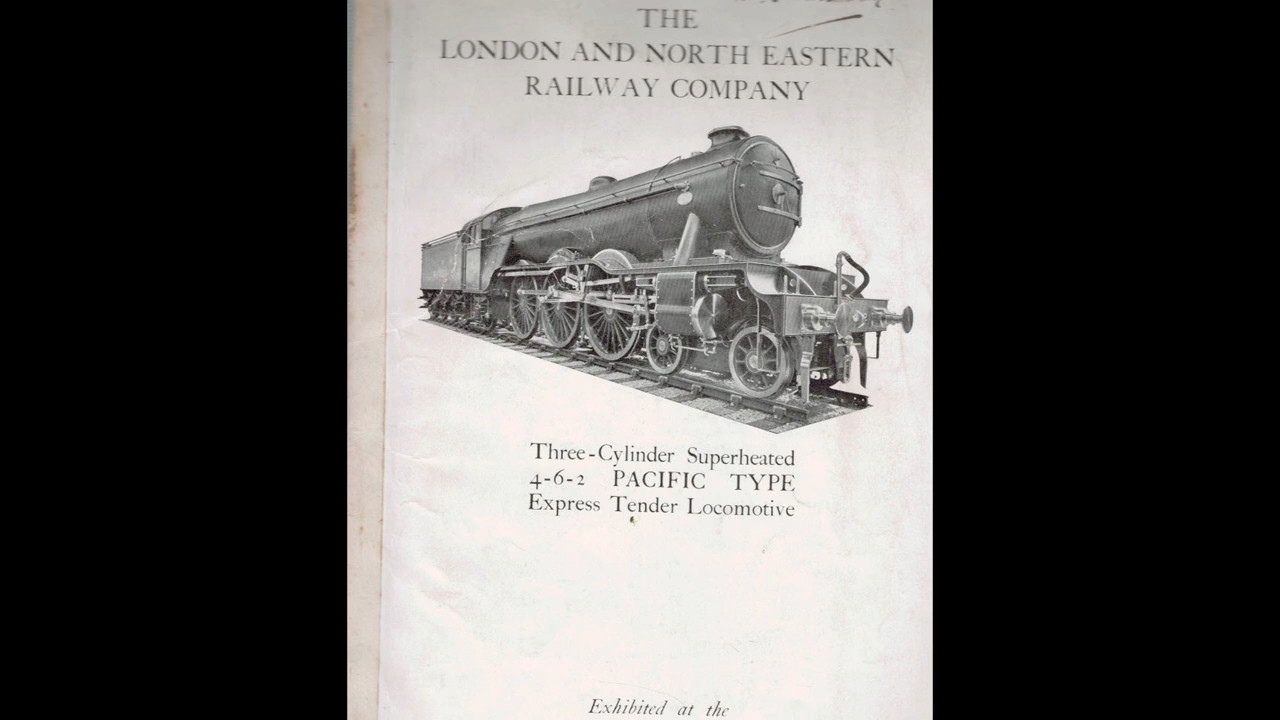 THE
LONDON AND NORTH EASTERN
RAILWAY COMPANY
Three-Cylinder Superheated
4-6-2 PACIFIC TYPE
Express Tender Locomotive
Exhibited at the